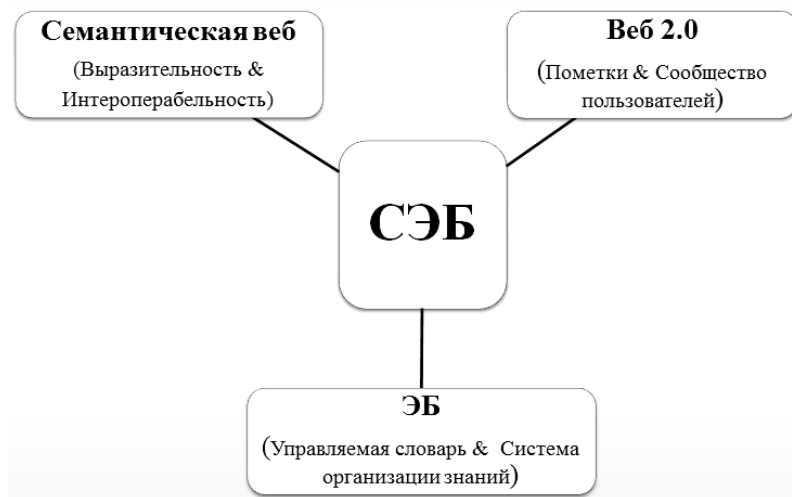 Семантическая веб
(Выразительность &
Интероперабельность)
Веб 2.0
(Пометки & Сообщество
пользователей)
СЭБ
ЭБ
(Управляемая словарь & Система
организации знаний)